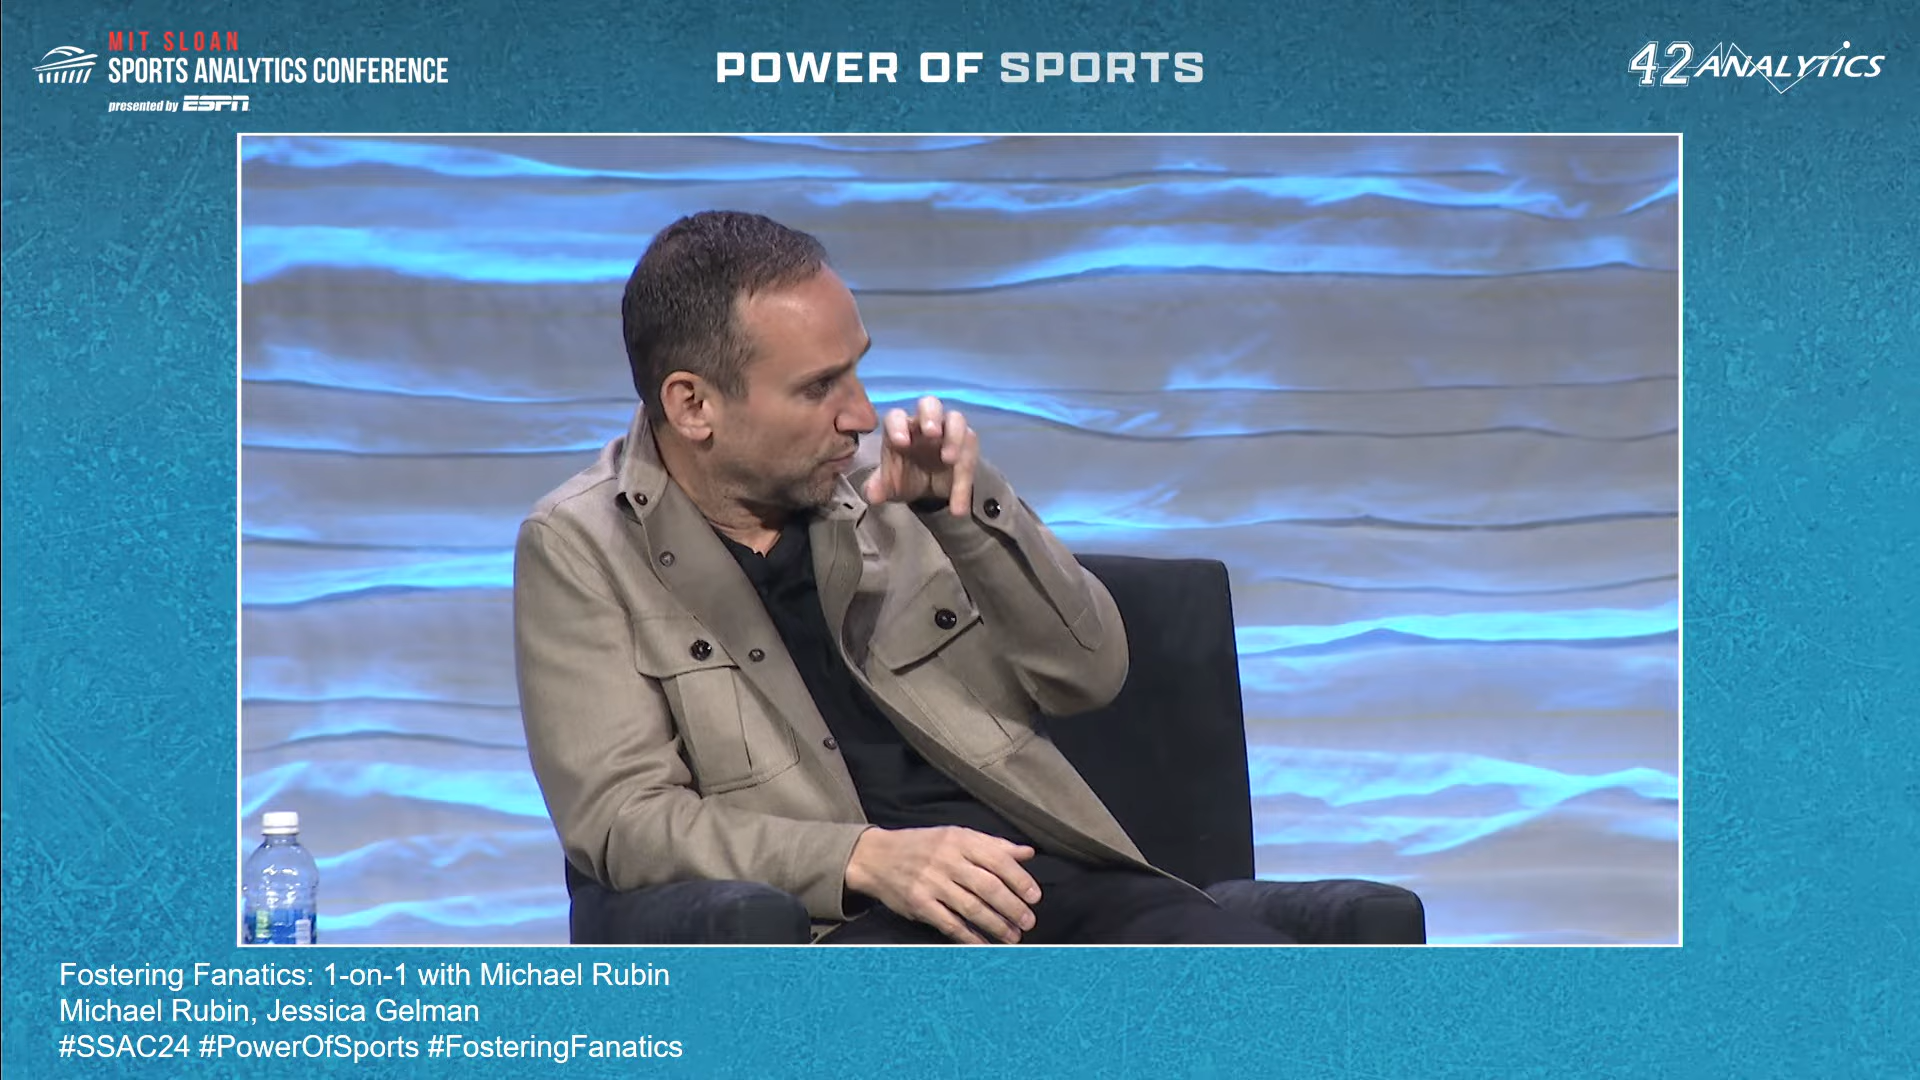 MIT SLOAN
SPORTS ANALYTICS CONFERENCE
presented by ESPN
POWER OF SPORTS
42 ANALYTICS
Fostering Fanatics: 1-on-1 with Michael Rubin
Michael Rubin, Jessica Gelman
#SSAC24 #PowerOfSports #FosteringFanatics